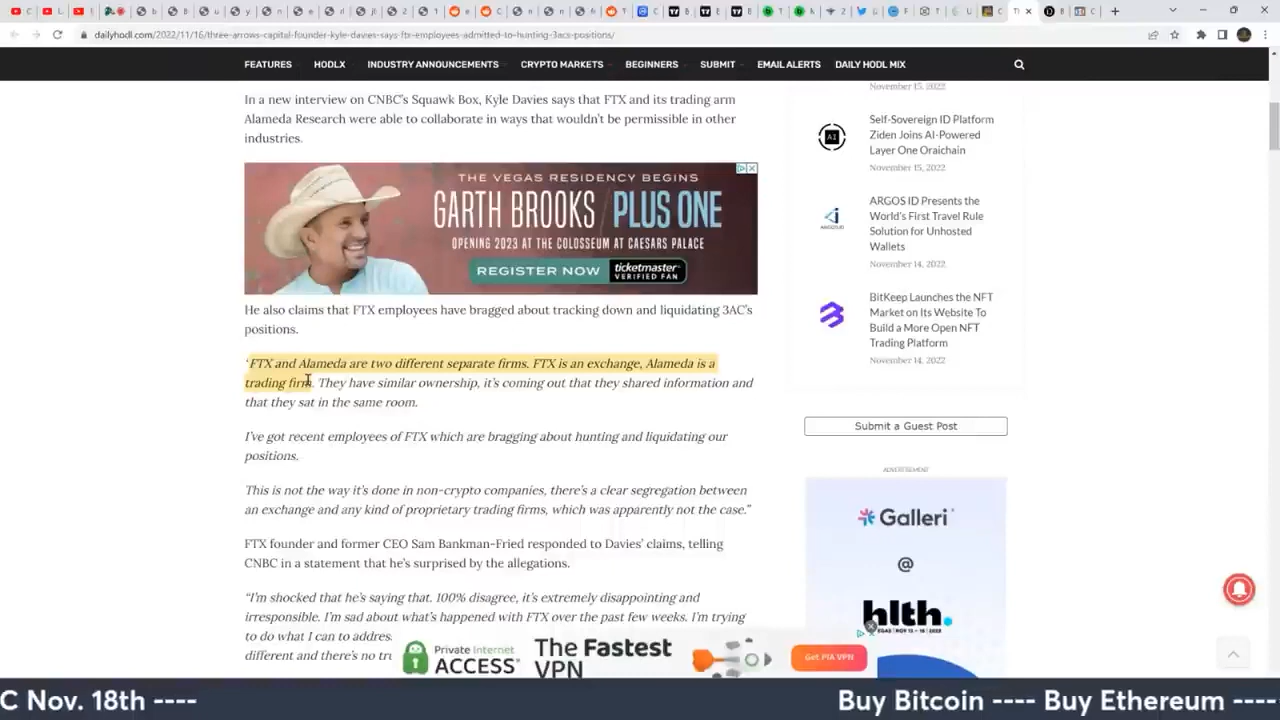 dailyhodl.com/2022/11/16/three-arrows-capital-founder-kyle-davies-says-ftx-employees-admitted-to-hunting-3acs-positions/
FEATURES HODLX INDUSTRY ANNOUNCEMENTS CRYPTO MARKETS BEGINNERS SUBMIT EMAIL ALERTS DAILY HODL MIX
In a new interview on CNBC's Squawk Box, Kyle Davies says that FTX and its trading arm
Alameda Research were able to collaborate in ways that wouldn't be permissible in other
industries.
THE VEGAS RESIDENCY BEGINS
GARTH BROOKS / PLUS ONE
OPENING 2023 AT THE COLOSSEUM AT CAESARS PALACE
REGISTER NOW ticketmaster
VERIFIED FAN
He also claims that FTX employees have bragged about tracking down and liquidating 3AC's
positions.
‘FTX and Alameda are two different separate firms. FTX is an exchange, Alameda is a
trading firm. They have similar ownership, it's coming out that they shared information and
that they sat in the same room.
I've got recent employees of FTX which are bragging about hunting and liquidating our
positions.
This is not the way it's done in non-crypto companies, there's a clear segregation between
an exchange and any kind of proprietary trading firms, which was apparently not the case.”
FTX founder and former CEO Sam Bankman-Fried responded to Davies' claims, telling
CNBC in a statement that he's surprised by the allegations.
“I'm shocked that he's saying that. 100% disagree, it's extremely disappointing and
irresponsible. I'm sad about what's happened with FTX over the past few weeks. I'm trying
to do what I can to address
different and there's no
November 15, 2022
Self-Sovereign ID Platform
Ziden Joins AI-Powered
Layer One Oraichain
November 15, 2022
ARGOS ID Presents the
World's First Travel Rule
Solution for Unhosted
Wallets
November 14, 2022
BitKeep Launches the NFT
Market on Its Website To
Build a More Open NFT
Trading Platform
November 14, 2022
Submit a Guest Post
ADVERTISEMENT
Galleri
@
hlth.
VEGAS | NOV 13 - 16 | 2022
Private Internet
ACCESS®
The Fastest
VPN
Get PIA VPN
C Nov. 18th ---- Buy Bitcoin ---- Buy Ethereum ----